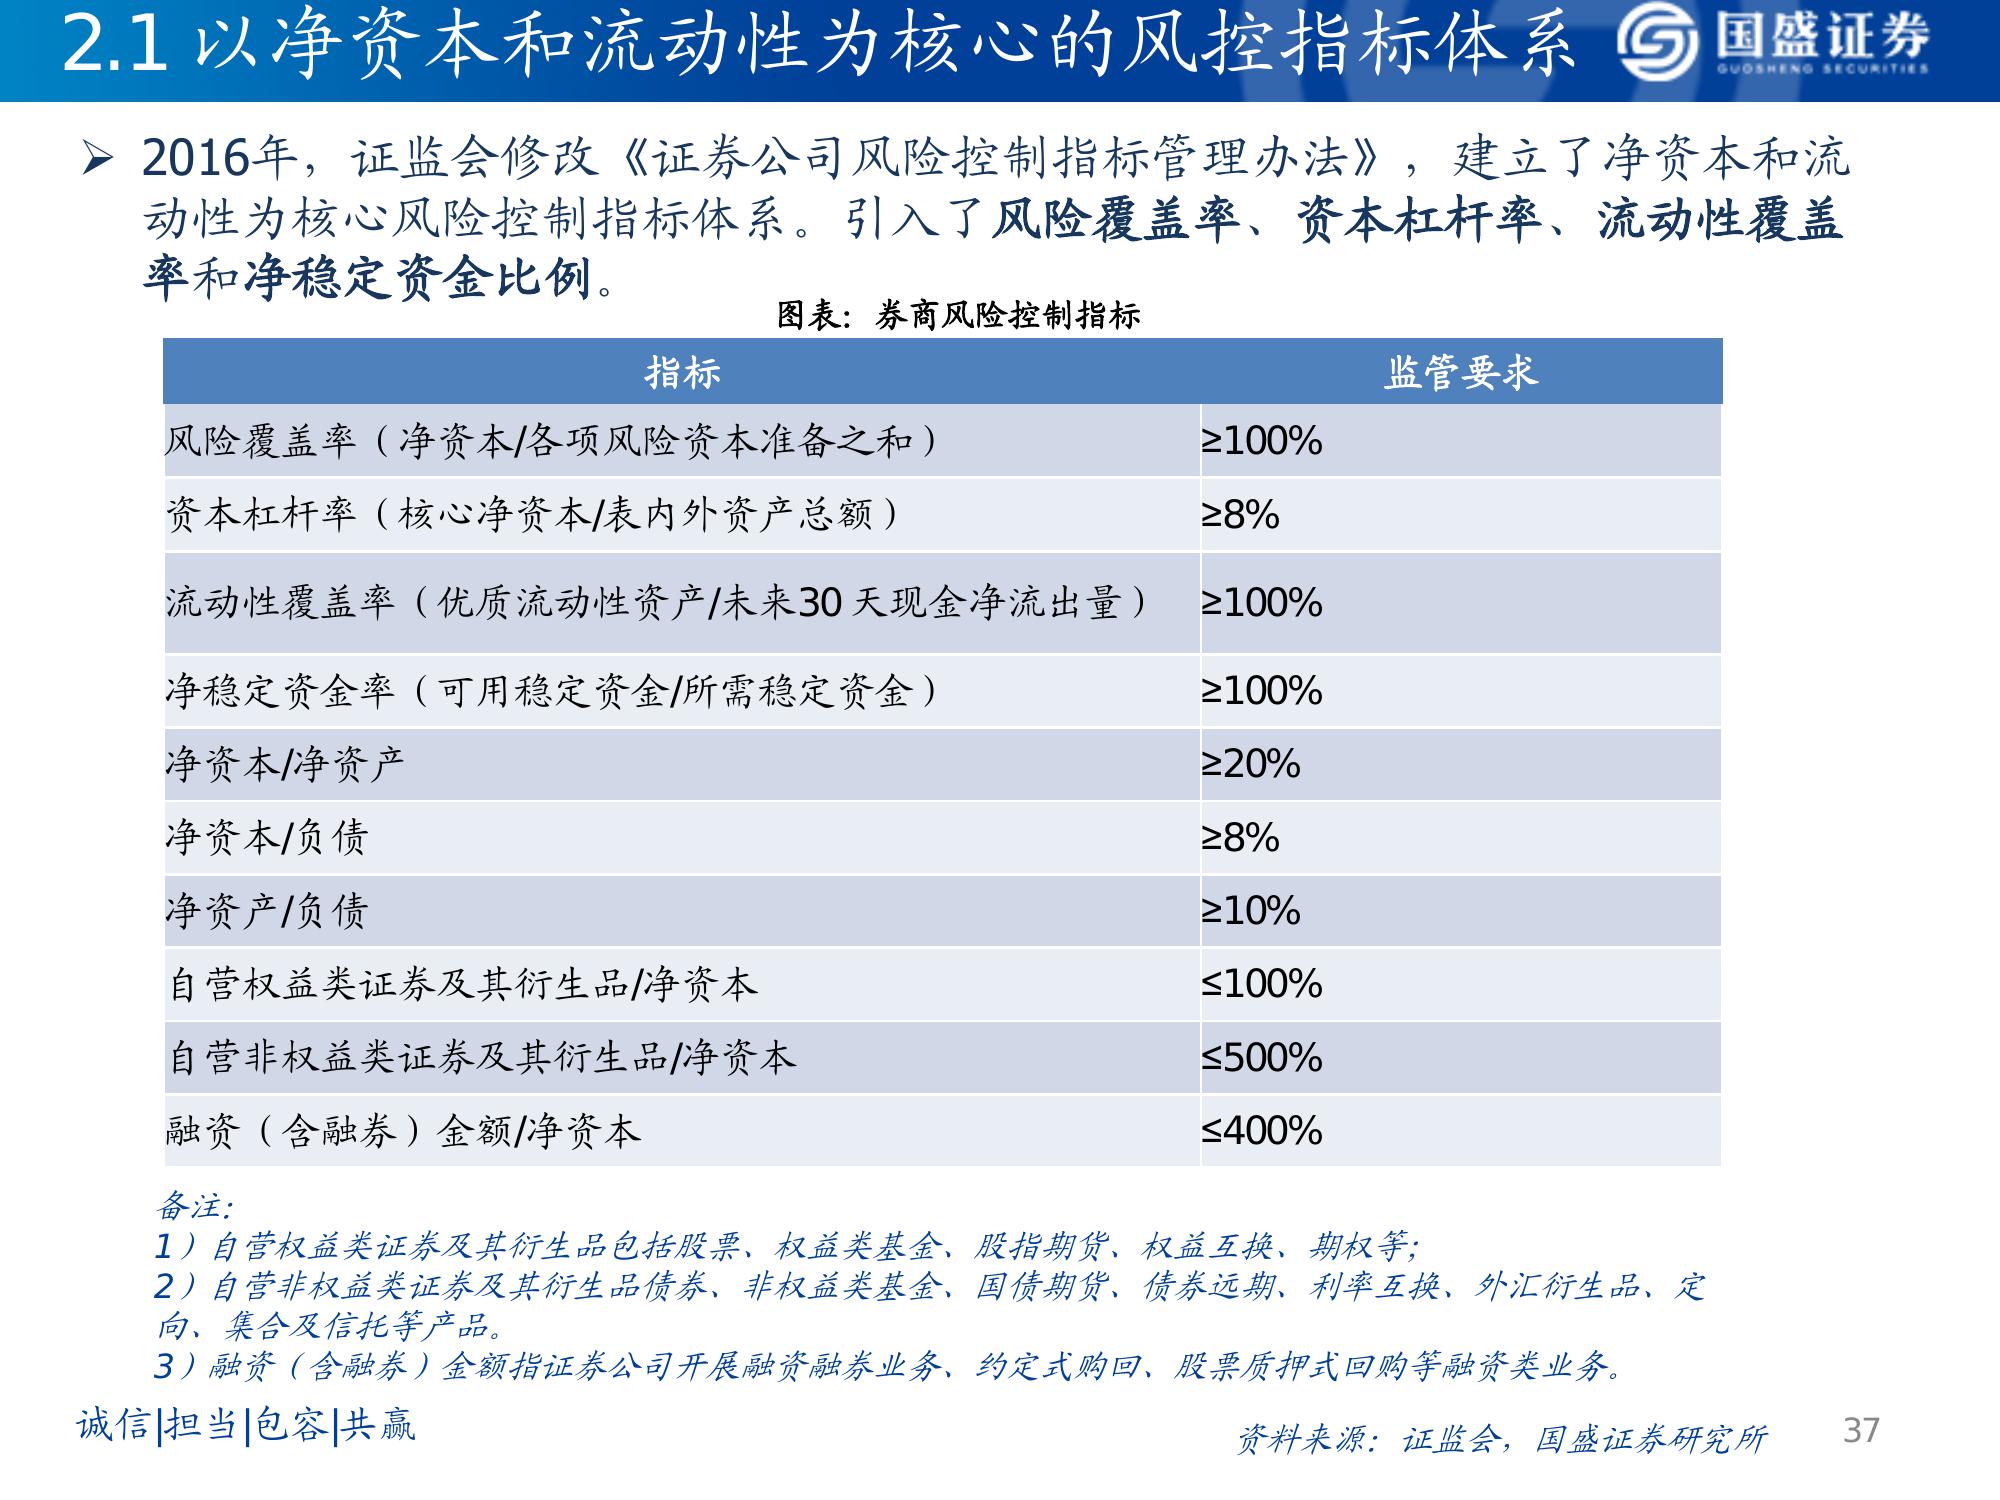 2.1 以净资本和流动性为核心的风控指标体系
国盛证券
GUOSHENG SECURITIES
➢ 2016年，证监会修改《证券公司风险控制指标管理办法》，建立了净资本和流
动性为核心风险控制指标体系。引入了风险覆盖率、资本杠杆率、流动性覆盖
率和净稳定资金比例。
图表：券商风险控制指标
指标 监管要求
风险覆盖率（净资本/各项风险资本准备之和） ≥100%
资本杠杆率（核心净资本/表内外资产总额） ≥8%
流动性覆盖率（优质流动性资产/未来30 天现金净流出量） ≥100%
净稳定资金率（可用稳定资金/所需稳定资金） ≥100%
净资本/净资产 ≥20%
净资本/负债 ≥8%
净资产/负债 ≥10%
自营权益类证券及其衍生品/净资本 ≤100%
自营非权益类证券及其衍生品/净资本 ≤500%
融资（含融券）金额/净资本 ≤400%
备注：
1）自营权益类证券及其衍生品包括股票、权益类基金、股指期货、权益互换、期权等；
2）自营非权益类证券及其衍生品债券、非权益类基金、国债期货、债券远期、利率互换、外汇衍生品、定
向、集合及信托等产品。
3）融资（含融券）金额指证券公司开展融资融券业务、约定式购回、股票质押式回购等融资类业务。
诚信|担当|包容|共赢
资料来源：证监会，国盛证券研究所
37